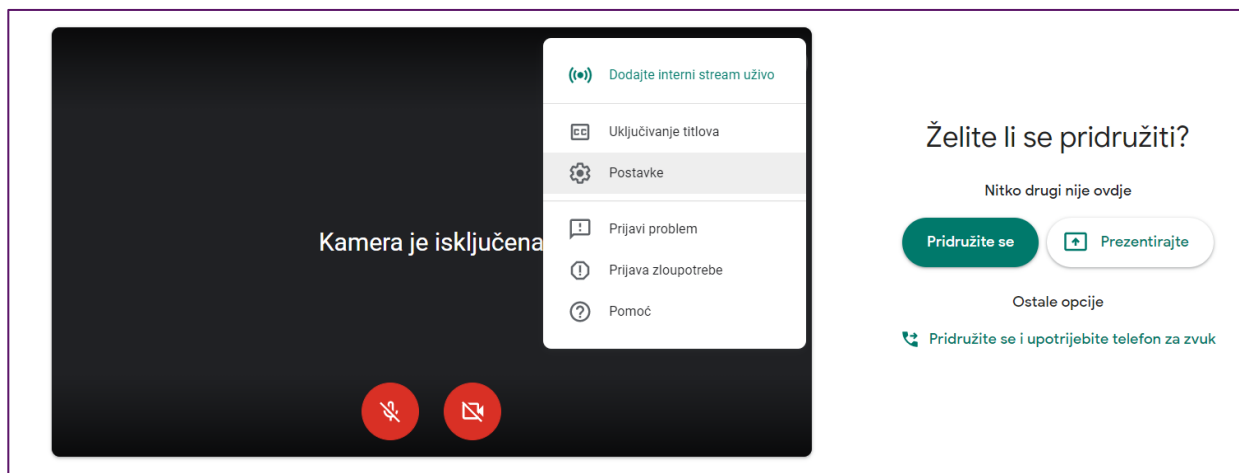 Dodajte interni stream uživo
Uključivanje titlova
Postavke
Prijavi problem
Prijava zloupotrebe
Pomoć
Kamera je isključena
Želite li se pridružiti?
Nitko drugi nije ovdje
Pridružite se
Prezentirajte
Ostale opcije
Pridružite se i upotrijebite telefon za zvuk